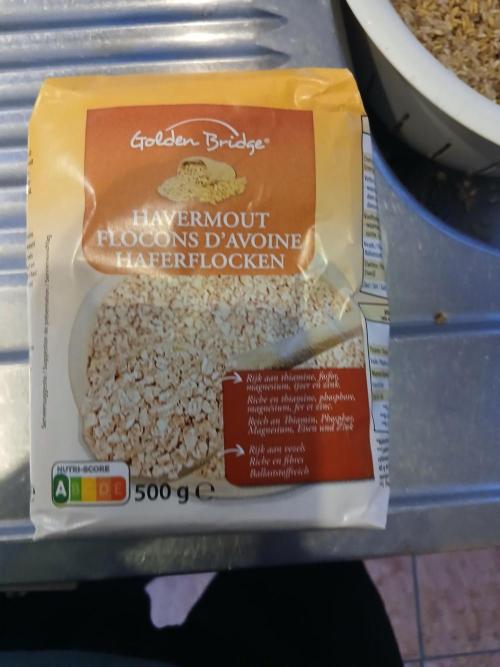 Golden Bridge®
HAVERMOUT
FLOCONS D'AVOINE
HAFERFLOCKEN
Rijk aan thiamine, fosfor,
magnesium, ijzer en zink.
Riche en thiamine, phosphore,
magnésium, fer et zinc.
Reich an Thiamin, Phosphor,
Magnesium, Eisen und Zink
Rijk aan vezels
Riche en fibres
Ballaststoffreich
NUTRI-SCORE
A B C D E
500 g ℮